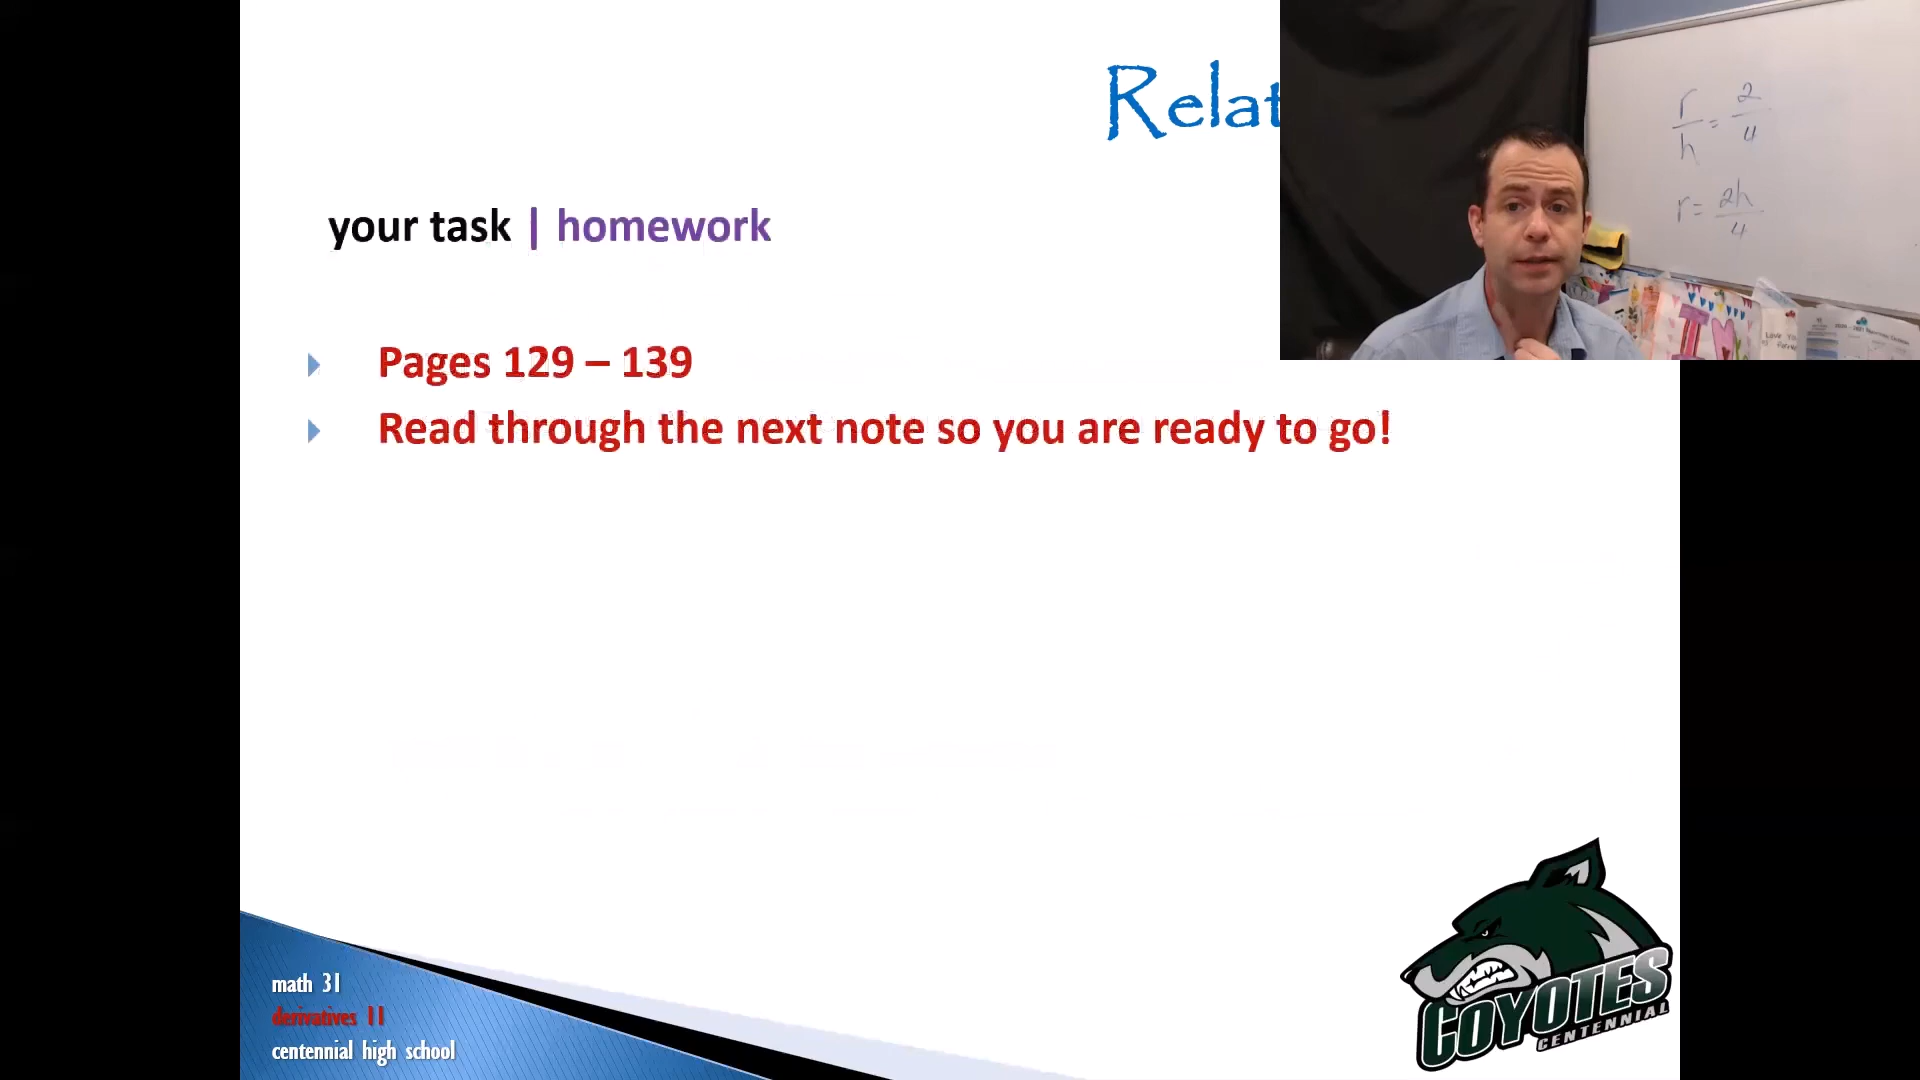 Relat
r/h = 2/4
r = 2h/4
your task | homework
Pages 129 – 139
Read through the next note so you are ready to go!
math 31
derivatives 11
centennial high school
COYOTES
CENTENNIAL